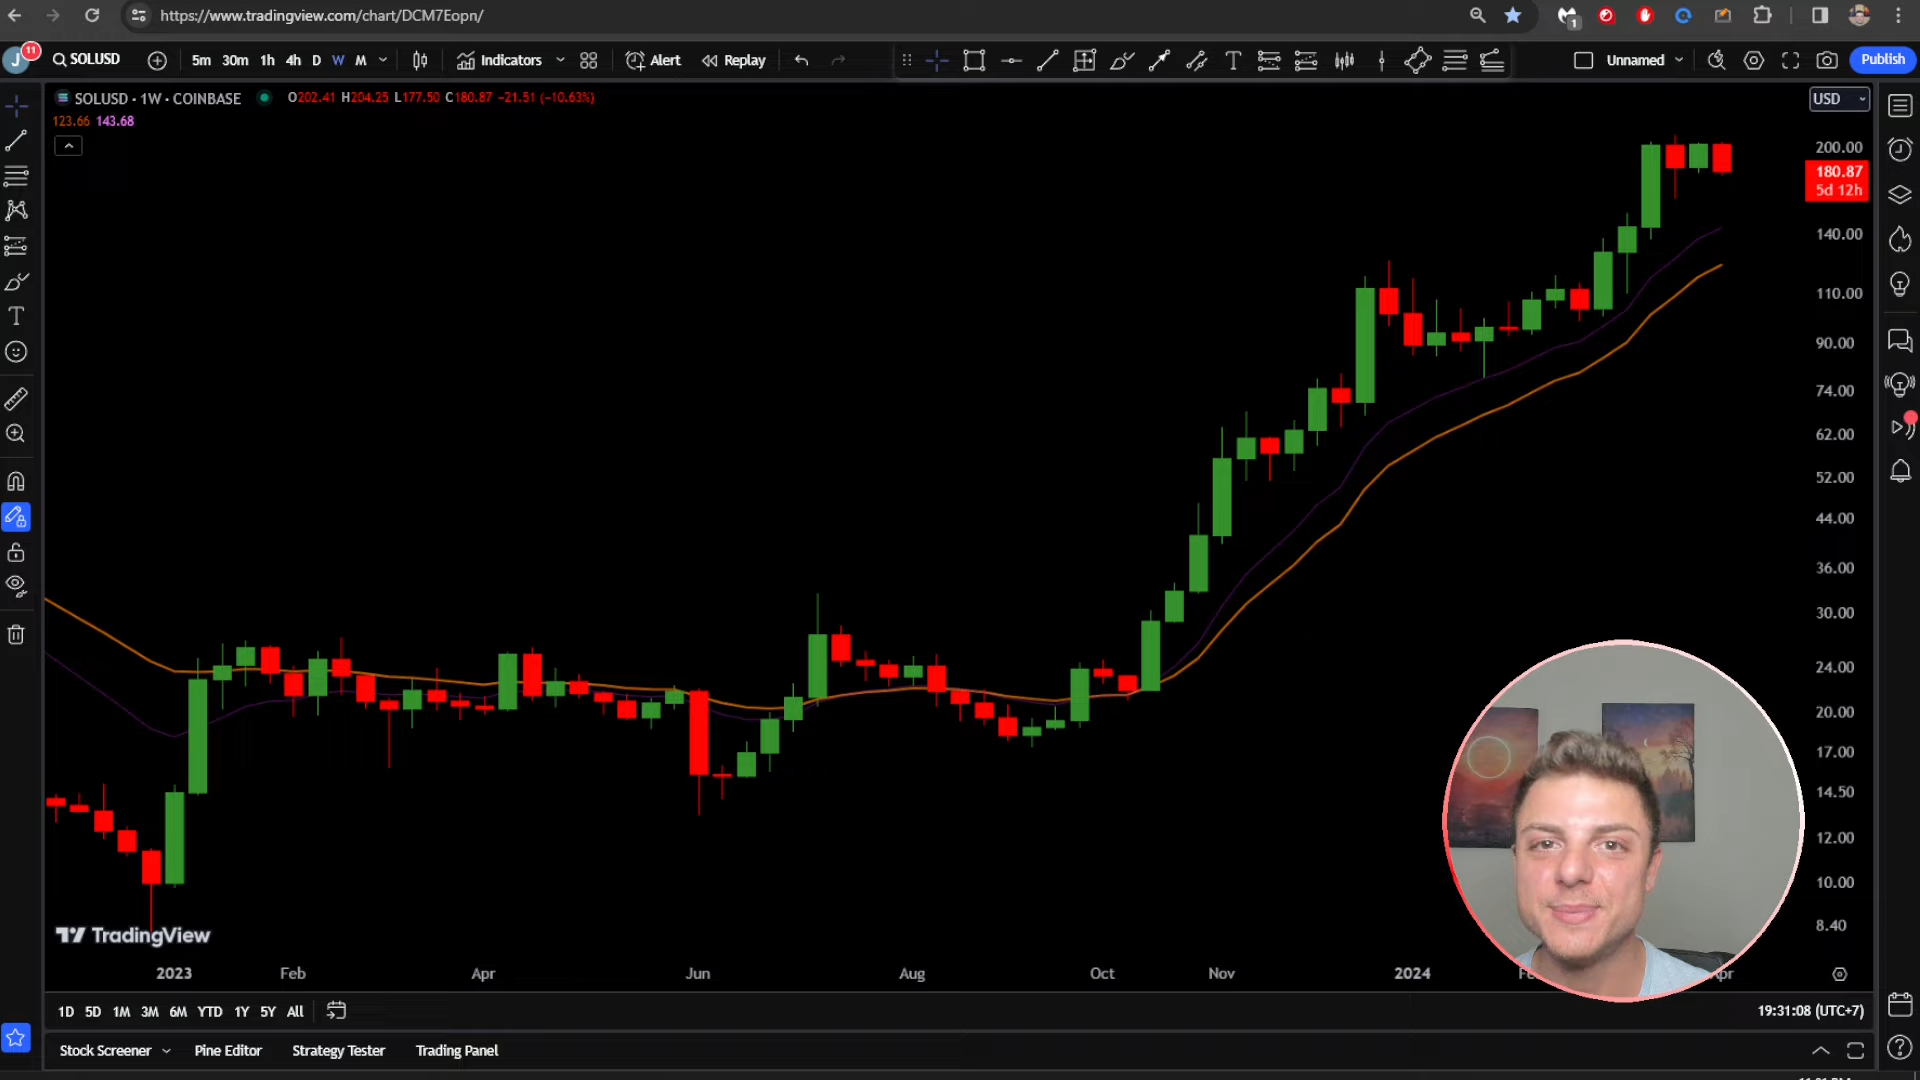 https://www.tradingview.com/chart/DCM7Eopn/
1
J 11 SOLUSD 5m 30m 1h 4h D W M Indicators Alert Replay Unnamed Publish
SOLUSD · 1W · COINBASE O202.41 H204.25 L177.50 C180.87 −21.51 (−10.63%)
USD
123.66 143.68
200.00
180.87
5d 12h
140.00
110.00
90.00
74.00
62.00
52.00
44.00
36.00
30.00
24.00
20.00
17.00
14.50
12.00
10.00
8.40
TradingView
2023 Feb Apr Jun Aug Oct Nov 2024
1D 5D 1M 3M 6M YTD 1Y 5Y All
19:31:08 (UTC+7)
Stock Screener Pine Editor Strategy Tester Trading Panel